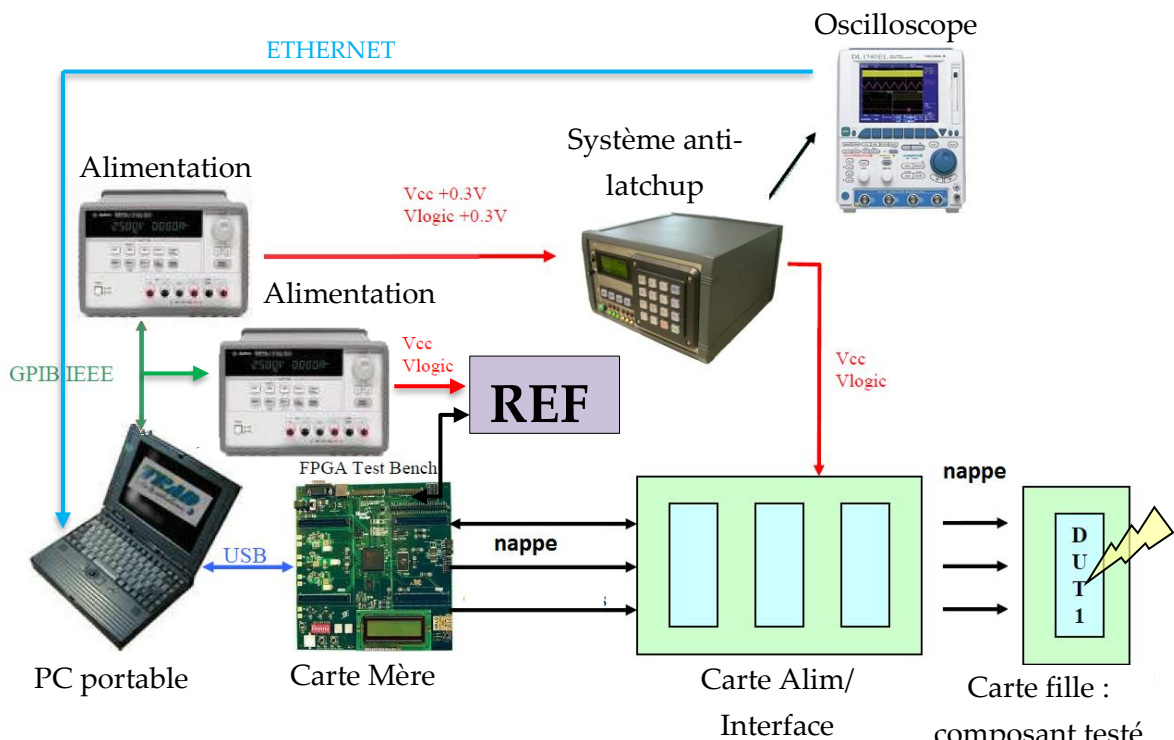 Oscilloscope
ETHERNET
DL1740EL
Système anti-
latchup
Alimentation
Vcc +0.3V
Vlogic +0.3V
Alimentation
Vcc
Vlogic
GPIB IEEE
Vcc
Vlogic
REF
FPGA Test Bench
nappe
nappe
USB
TRAD
D
U
T
1
;
PC portable
Carte Mère
Carte Alim/
Interface
Carte fille :
composant testé